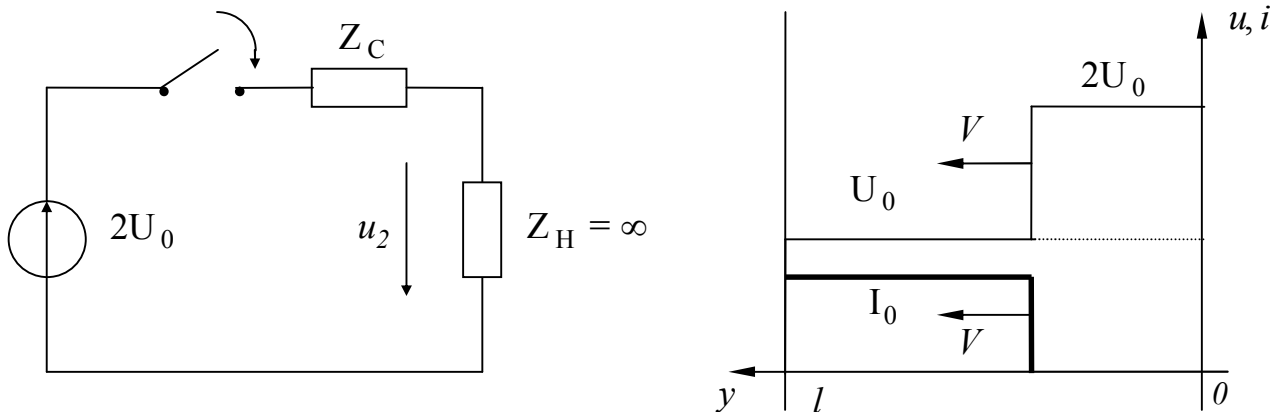 Z_C
2U_0
u_2
Z_H = ∞
u, i
2U_0
V
U_0
I_0
V
y
l
0